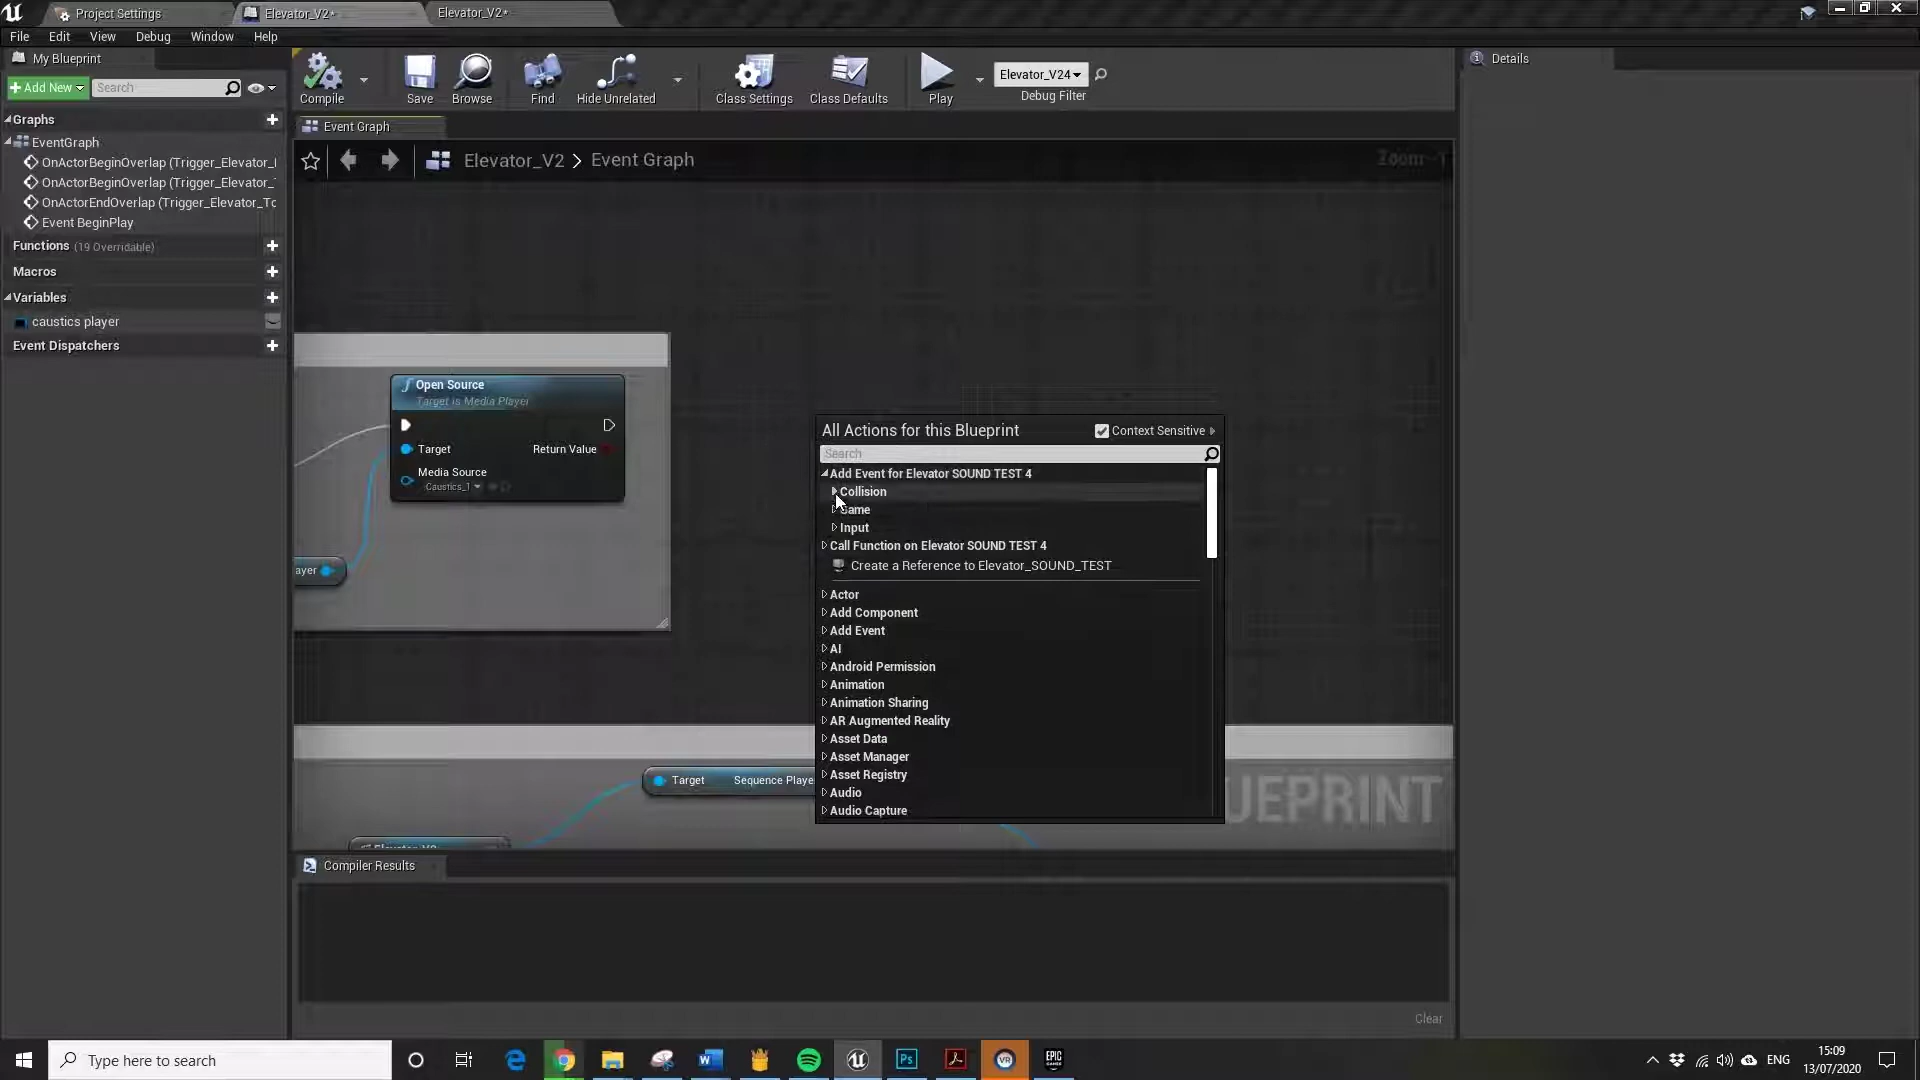 Project Settings
Elevator_V2*
Elevator_V2*
File
Edit
View
Debug
Window
Help
My Blueprint
Add New
Search
Compile
Save
Browse
Find
Hide Unrelated
Class Settings
Class Defaults
Play
Elevator_V24
Debug Filter
Details
Graphs
EventGraph
OnActorBeginOverlap (Trigger_Elevator_
OnActorBeginOverlap (Trigger_Elevator_
OnActorEndOverlap (Trigger_Elevator_To
Event BeginPlay
Functions (19 Overridable)
Macros
Variables
caustics player
Event Dispatchers
Event Graph
Elevator_V2 > Event Graph
Zoom -1
Open Source
Target is Media Player
Target
Return Value
Media Source
Caustics_1
ayer
All Actions for this Blueprint
Context Sensitive
Search
Add Event for Elevator SOUND TEST 4
Collision
Game
Input
Call Function on Elevator SOUND TEST 4
Create a Reference to Elevator_SOUND_TEST
Actor
Add Component
Add Event
AI
Android Permission
Animation
Animation Sharing
AR Augmented Reality
Asset Data
Asset Manager
Asset Registry
Audio
Audio Capture
Target
Sequence Playe
Elevator_V2
UEPRINT
Compiler Results
Clear
Type here to search
W
VR
Ps
EPIC
GAMES
ENG
15:09
13/07/2020